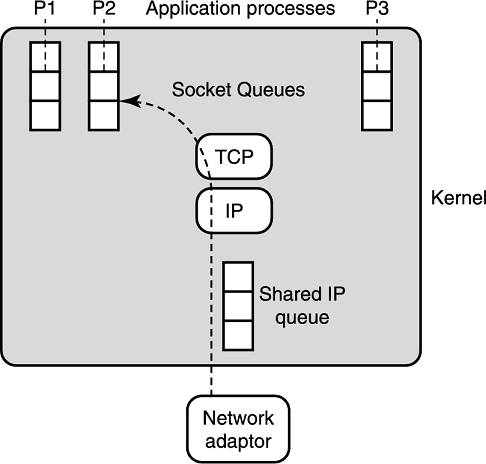 P1 P2 Application processes P3
Socket Queues
TCP
IP
Kernel
Shared IP
queue
Network
adaptor